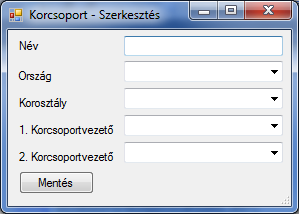 Korcsoport - Szerkesztés
Név
Ország
Korosztály
1. Korcsoportvezető
2. Korcsoportvezető
Mentés